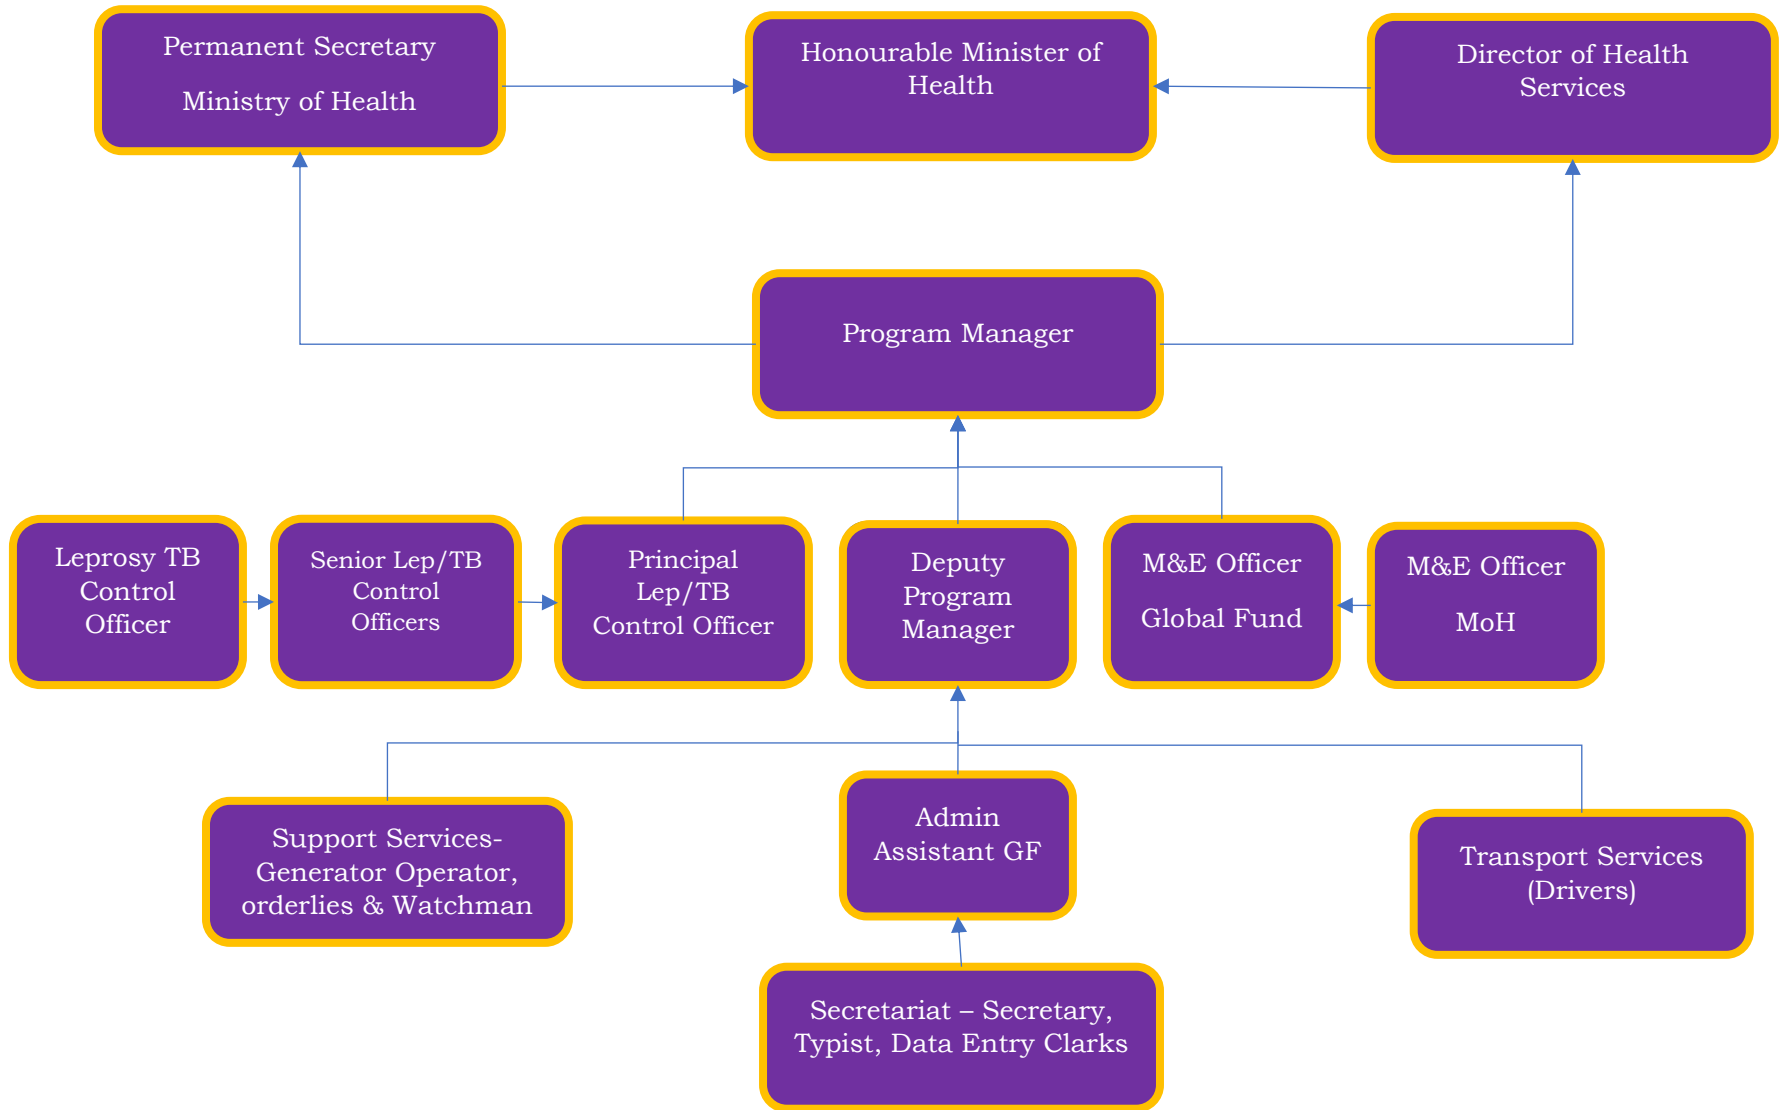 Permanent Secretary
Ministry of Health
Honourable Minister of
Health
Director of Health
Services
Program Manager
Leprosy TB
Control
Officer
Senior Lep/TB
Control
Officers
Principal
Lep/TB
Control Officer
Deputy
Program
Manager
M&E Officer
Global Fund
M&E Officer
MoH
Support Services-
Generator Operator,
orderlies & Watchman
Admin
Assistant GF
Transport Services
(Drivers)
Secretariat – Secretary,
Typist, Data Entry Clarks